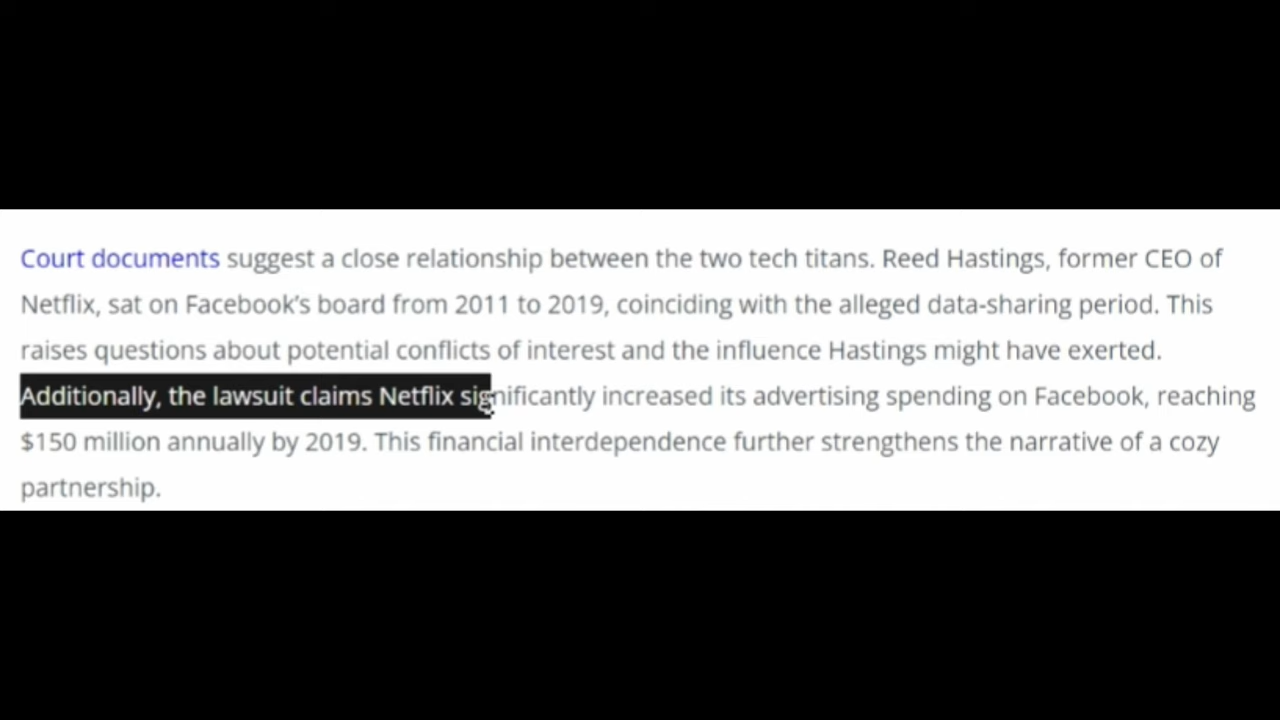 Court documents suggest a close relationship between the two tech titans. Reed Hastings, former CEO of
Netflix, sat on Facebook’s board from 2011 to 2019, coinciding with the alleged data-sharing period. This
raises questions about potential conflicts of interest and the influence Hastings might have exerted.
Additionally, the lawsuit claims Netflix significantly increased its advertising spending on Facebook, reaching
$150 million annually by 2019. This financial interdependence further strengthens the narrative of a cozy
partnership.